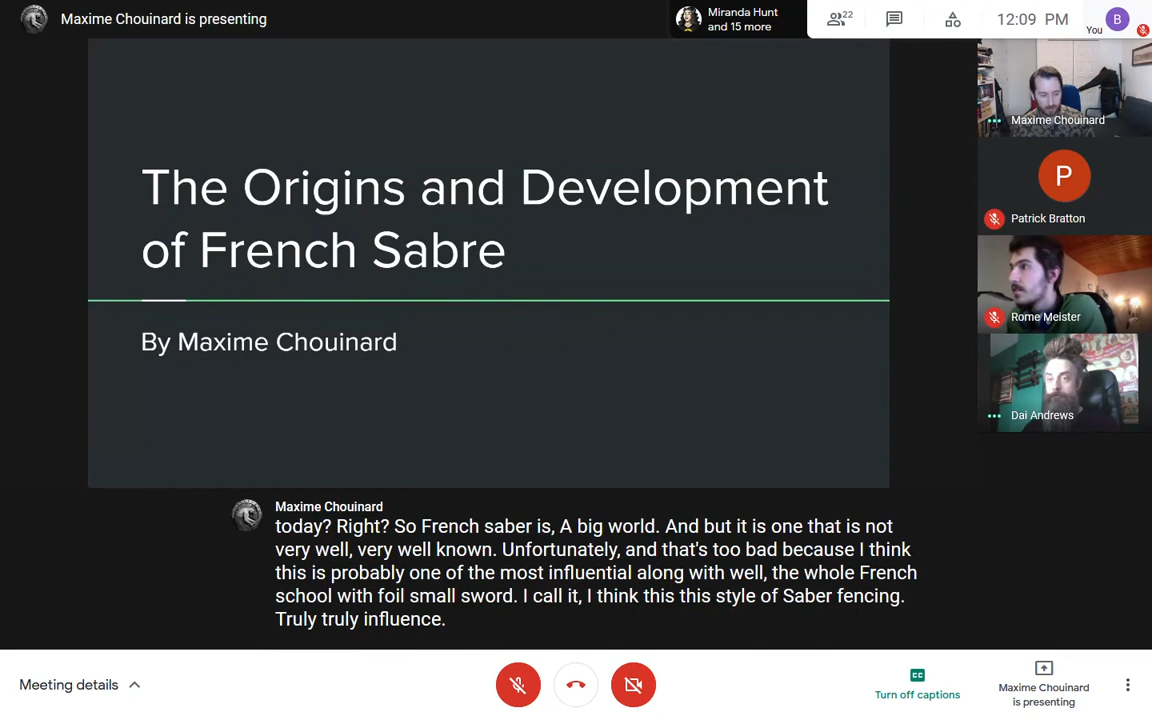 Maxime Chouinard is presenting
Miranda Hunt
and 15 more
22
12:09 PM
You
B
Maxime Chouinard
P
Patrick Bratton
Rome Meister
Dai Andrews
The Origins and Development
of French Sabre
By Maxime Chouinard
Maxime Chouinard
today? Right? So French saber is, A big world. And but it is one that is not
very well, very well known. Unfortunately, and that's too bad because I think
this is probably one of the most influential along with well, the whole French
school with foil small sword. I call it, I think this this style of Saber fencing.
Truly truly influence.
Meeting details
CC
Turn off captions
Maxime Chouinard
is presenting